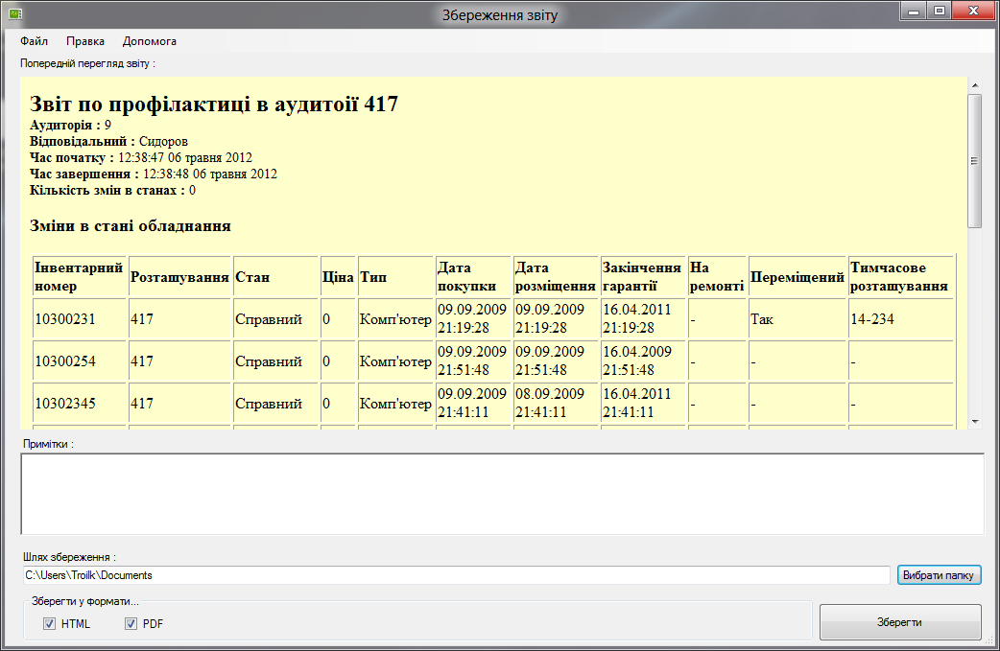 Збереження звіту
Файл Правка Допомога
Попередній перегляд звіту :
Звіт по профілактиці в аудитоії 417
Аудиторія : 9
Відповідальний : Сидоров
Час початку : 12:38:47 06 травня 2012
Час завершення : 12:38:48 06 травня 2012
Кількість змін в станах : 0
Зміни в стані обладнання
Інвентарний номер Розташування Стан Ціна Тип Дата покупки Дата розміщення Закінчення гарантії На ремонті Переміщений Тимчасове розташування
10300231 417 Справний 0 Комп'ютер 09.09.2009 21:19:28 09.09.2009 21:19:28 16.04.2011 21:19:28 - Так 14-234
10300254 417 Справний 0 Комп'ютер 09.09.2009 21:51:48 09.09.2009 21:51:48 16.04.2009 21:51:48 - - -
10302345 417 Справний 0 Комп'ютер 09.09.2009 21:41:11 08.09.2009 21:41:11 16.04.2011 21:41:11 - - -
Примітки :
Шлях збереження :
C:\Users\Troilk\Documents Вибрати папку
Зберегти у формати...
HTML PDF Зберегти